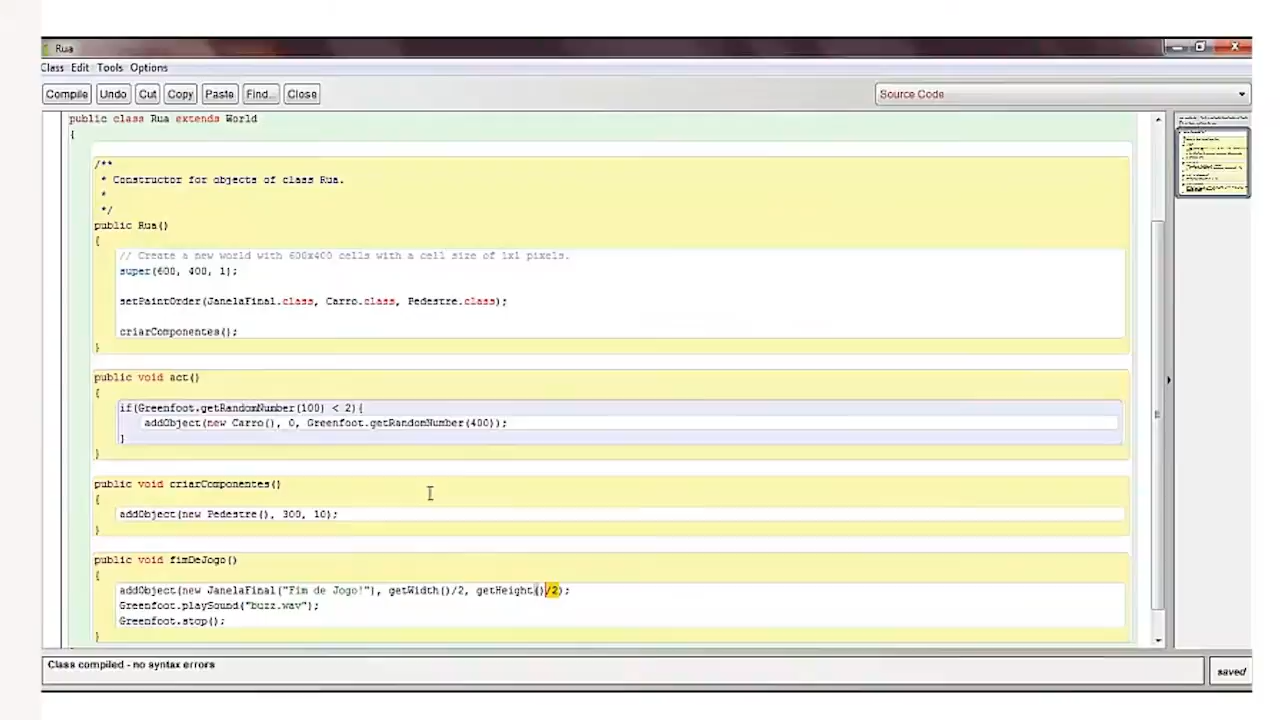 Rua
Class Edit Tools Options
Compile Undo Cut Copy Paste Find... Close Source Code
public class Rua extends World
{
/**
* Constructor for objects of class Rua.
*
*/
public Rua()
{
// Create a new world with 600x400 cells with a cell size of 1x1 pixels.
super(600, 400, 1);
setPaintOrder(JanelaFinal.class, Carro.class, Pedestre.class);
criarComponentes();
}
public void act()
{
if(Greenfoot.getRandomNumber(100) < 2){
addObject(new Carro(), 0, Greenfoot.getRandomNumber(400));
}
}
public void criarComponentes()
{
addObject(new Pedestre(), 300, 10);
}
public void fimDeJogo()
{
addObject(new JanelaFinal("Fim de Jogo!"), getWidth()/2, getHeight()/2);
Greenfoot.playSound("buzz.wav");
Greenfoot.stop();
}
Class compiled - no syntax errors
saved